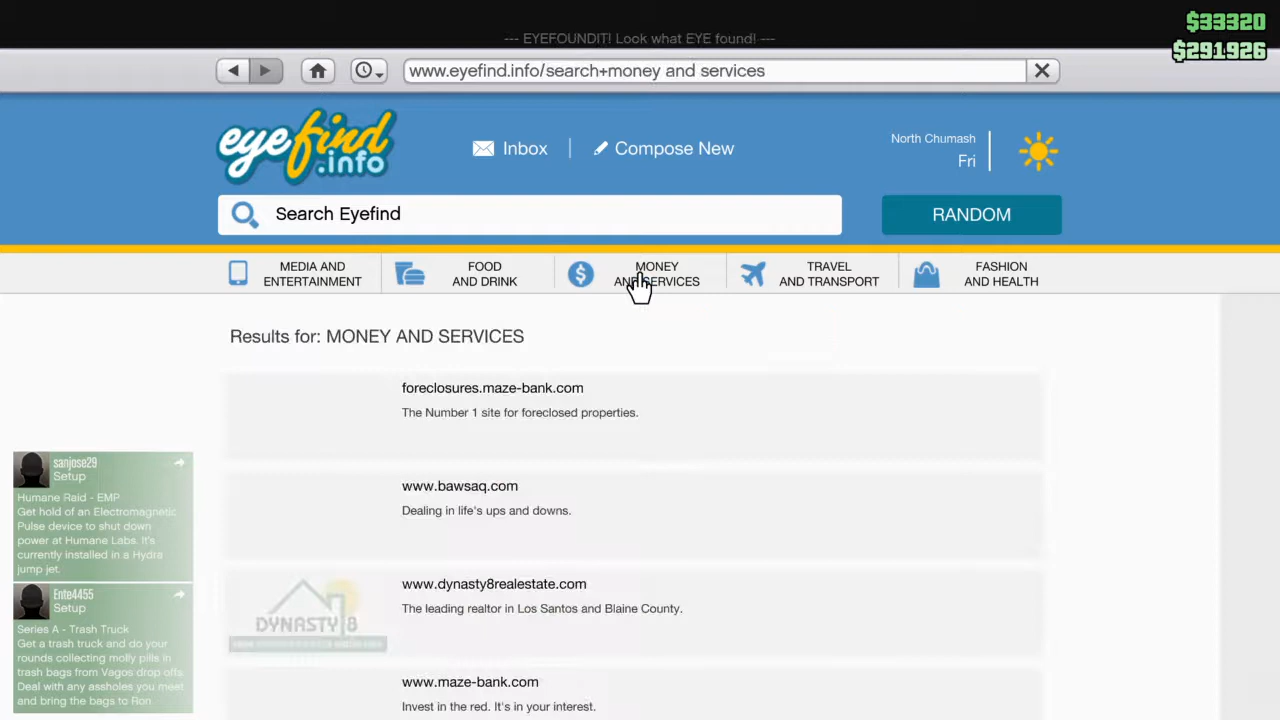 --- EYEFOUNDIT! Look what EYE found! ---
$33320
$291926
www.eyefind.info/search+money and services
eyefind
.info
Inbox
Compose New
North Chumash
Fri
Search Eyefind
RANDOM
MEDIA AND
ENTERTAINMENT
FOOD
AND DRINK
MONEY
AND SERVICES
TRAVEL
AND TRANSPORT
FASHION
AND HEALTH
Results for: MONEY AND SERVICES
foreclosures.maze-bank.com
The Number 1 site for foreclosed properties.
www.bawsaq.com
Dealing in life's ups and downs.
DYNASTY 8
www.dynasty8realestate.com
The leading realtor in Los Santos and Blaine County.
www.maze-bank.com
Invest in the red. It's in your interest.
sanjose29
Setup
Humane Raid - EMP
Get hold of an Electromagnetic
Pulse device to shut down
power at Humane Labs. It's
currently installed in a Hydra
jump jet.
Ente4455
Setup
Series A - Trash Truck
Get a trash truck and do your
rounds collecting molly pills in
trash bags from Vagos drop offs.
Deal with any assholes you meet
and bring the bags to Ron.